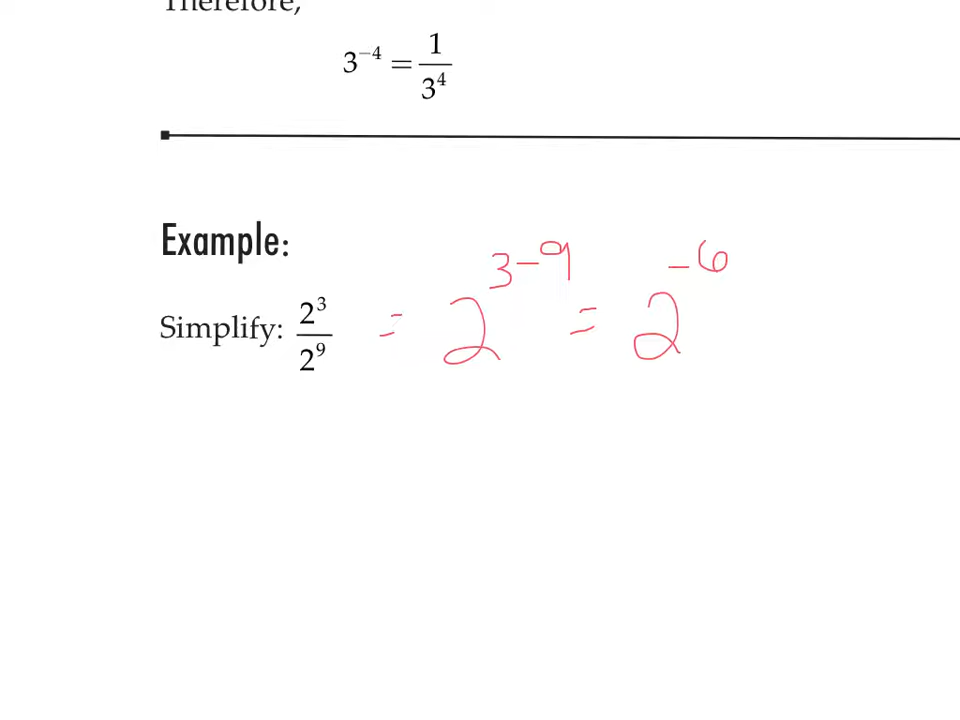 Therefore,
3⁻⁴ = 1/3⁴
Example:
Simplify: 2³/2⁹ = 2³⁻⁹ = 2⁻⁶